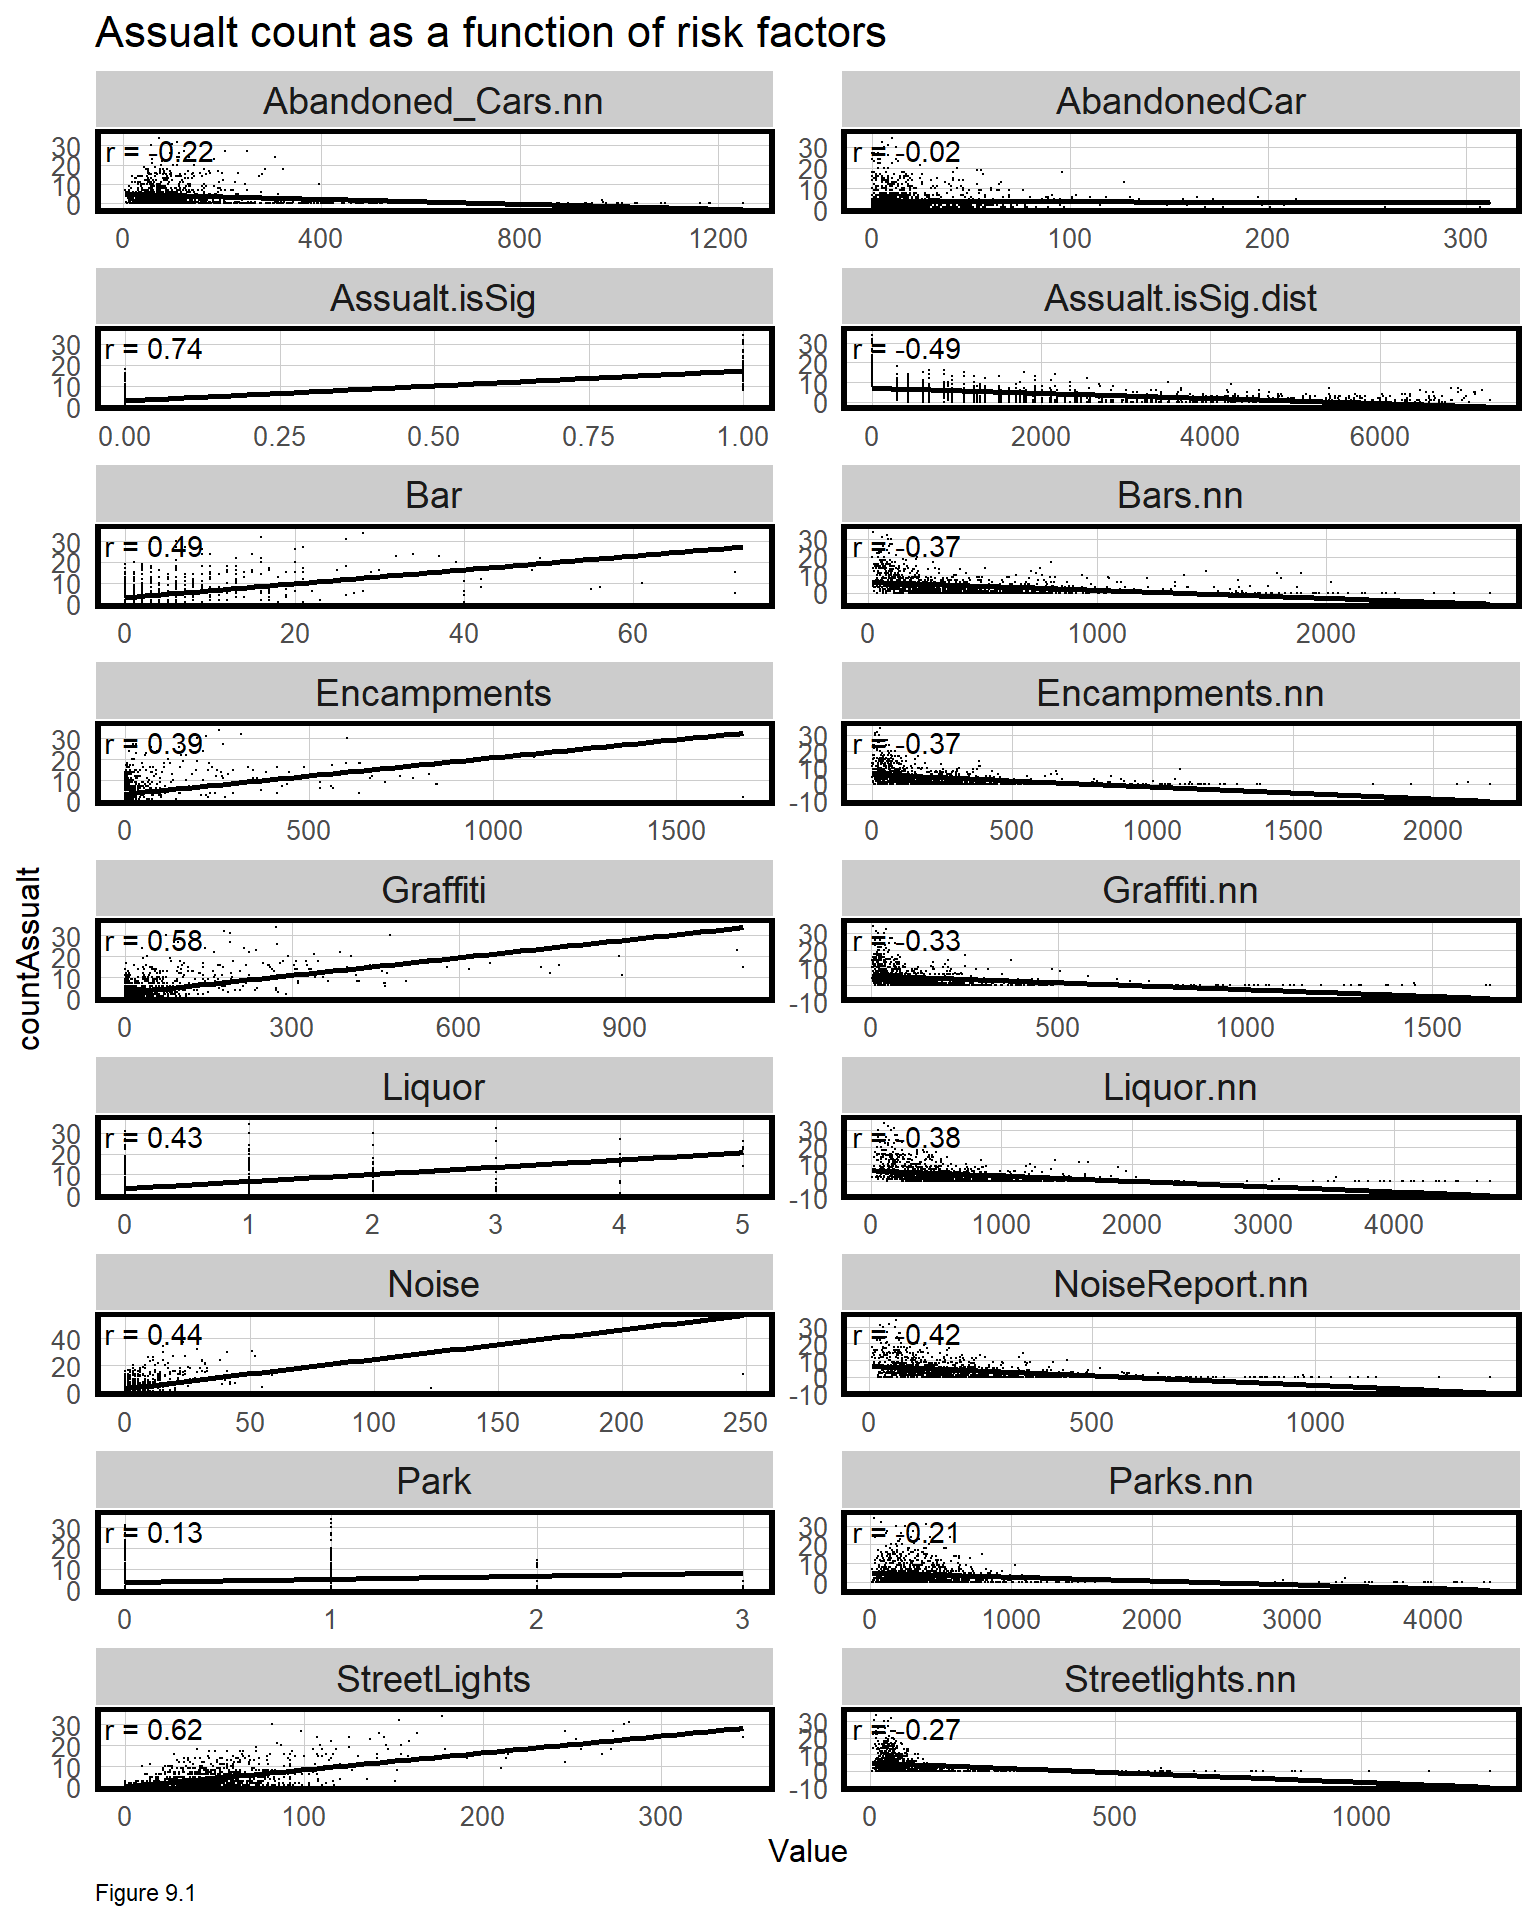 Assualt count as a function of risk factors
Abandoned_Cars.nn
AbandonedCar
30
20
10
0
r = -0.22
0 400 800 1200
30
20
10
0
r = -0.02
0 100 200 300
Assualt.isSig
Assualt.isSig.dist
30
20
10
0
r = 0.74
0.00 0.25 0.50 0.75 1.00
30
20
10
0
r = -0.49
0 2000 4000 6000
Bar
Bars.nn
30
20
10
0
r = 0.49
0 20 40 60
30
20
10
0
r = -0.37
0 1000 2000
Encampments
Encampments.nn
30
20
10
0
r = 0.39
0 500 1000 1500
30
20
10
0
-10
r = -0.37
0 500 1000 1500 2000
Graffiti
Graffiti.nn
30
20
10
0
r = 0.58
0 300 600 900
30
20
10
0
-10
r = -0.33
0 500 1000 1500
Liquor
Liquor.nn
30
20
10
0
r = 0.43
0 1 2 3 4 5
30
20
10
0
-10
r = -0.38
0 1000 2000 3000 4000
Noise
NoiseReport.nn
40
20
0
r = 0.44
0 50 100 150 200 250
30
20
10
0
-10
r = -0.42
0 500 1000
Park
Parks.nn
30
20
10
0
r = 0.13
0 1 2 3
30
20
10
0
r = -0.21
0 1000 2000 3000 4000
StreetLights
Streetlights.nn
30
20
10
0
r = 0.62
0 100 200 300
30
20
10
0
-10
r = -0.27
0 500 1000
countAssualt
Value
Figure 9.1